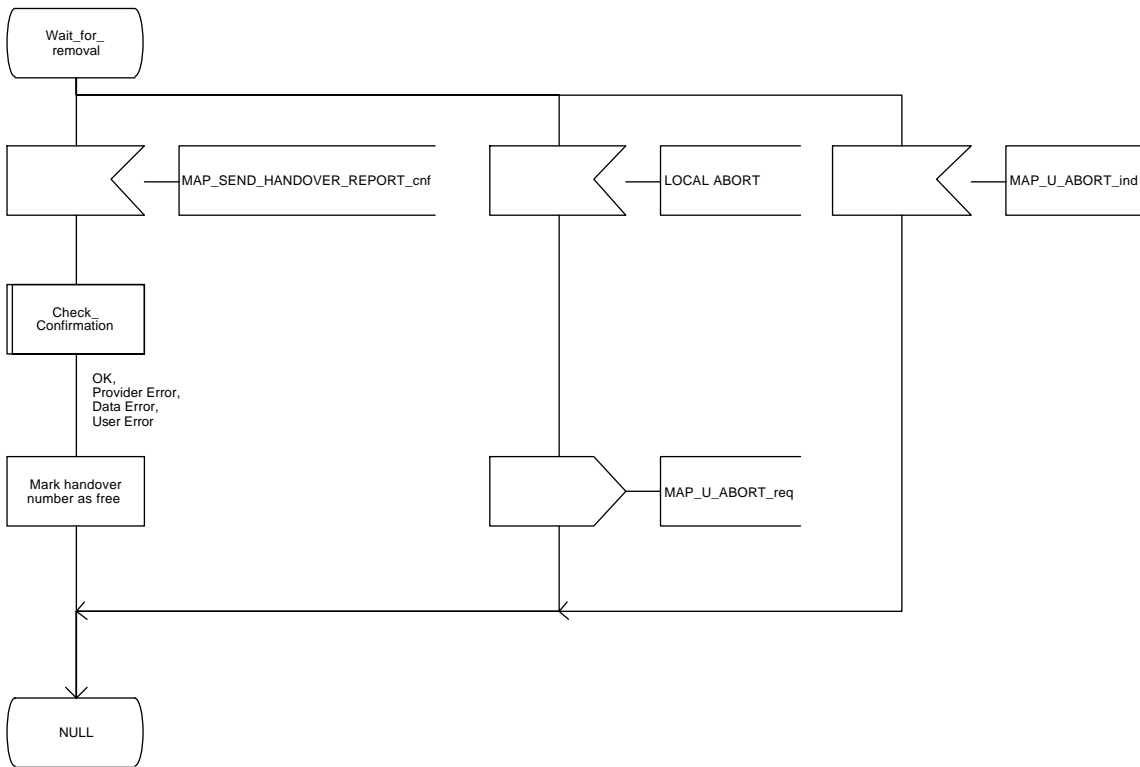 Wait_for_
removal
MAP_SEND_HANDOVER_REPORT_cnf
LOCAL ABORT
MAP_U_ABORT_ind
Check_
Confirmation
OK,
Provider Error,
Data Error,
User Error
Mark handover
number as free
MAP_U_ABORT_req
NULL